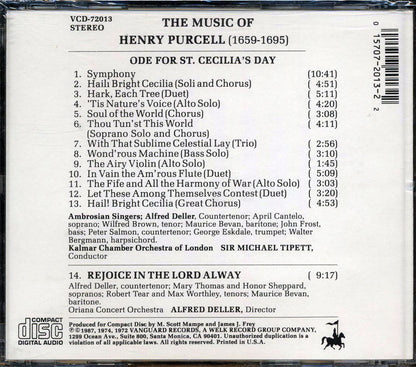 VCD-72013
STEREO
THE MUSIC OF
HENRY PURCELL (1659-1695)
ODE FOR ST. CECILIA'S DAY
1. Symphony (10:41)
2. Hail! Bright Cecilia (Soli and Chorus) ( 4:51)
3. Hark, Each Tree (Duet) ( 4:51)
4. 'Tis Nature's Voice (Alto Solo) ( 4:20)
5. Soul of the World (Chorus) ( 3:08)
6. Thou Tun'st This World ( 4:11)
(Soprano Solo and Chorus)
7. With That Sublime Celestial Lay (Trio) ( 2:56)
8. Wond'rous Machine (Bass Solo) ( 3:10)
9. The Airy Violin (Alto Solo) ( 1:45)
10. In Vain the Am'rous Flute (Duet) ( 5:09)
11. The Fife and All the Harmony of War (Alto Solo) ( 3:03)
12. Let These Among Themselves Contest (Duet) ( 2:04)
13. Hail! Bright Cecilia (Great Chorus) ( 4:53)
Ambrosian Singers; Alfred Deller, Countertenor; April Cantelo,
soprano; Wilfred Brown, tenor; Maurice Bevan, baritone; John Frost,
bass; Peter Salmon, countertenor; George Eskdale, trumpet; Walter
Bergmann, harpsichord.
Kalmar Chamber Orchestra of London SIR MICHAEL TIPETT,
Conductor
14. REJOICE IN THE LORD ALWAY ( 9:17)
Alfred Deller, countertenor; Mary Thomas and Honor Sheppard,
sopranos; Robert Tear and Max Worthley, tenors; Maurice Bevan,
baritone.
Oriana Concert Orchestra ALFRED DELLER, Director
COMPACT
disc
DIGITAL AUDIO
Produced for Compact Disc by M. Scott Mampe & James J. Frey
℗ © 1987, 1974, 1972 VANGUARD RECORDS, A WELK RECORD GROUP COMPANY,
1299 Ocean Ave., Suite 800, Santa Monica, CA 90401. Unauthorized duplication is a
violation of all applicable laws. All rights reserved. Printed in U.S.A.
0 15707-2013-2 2